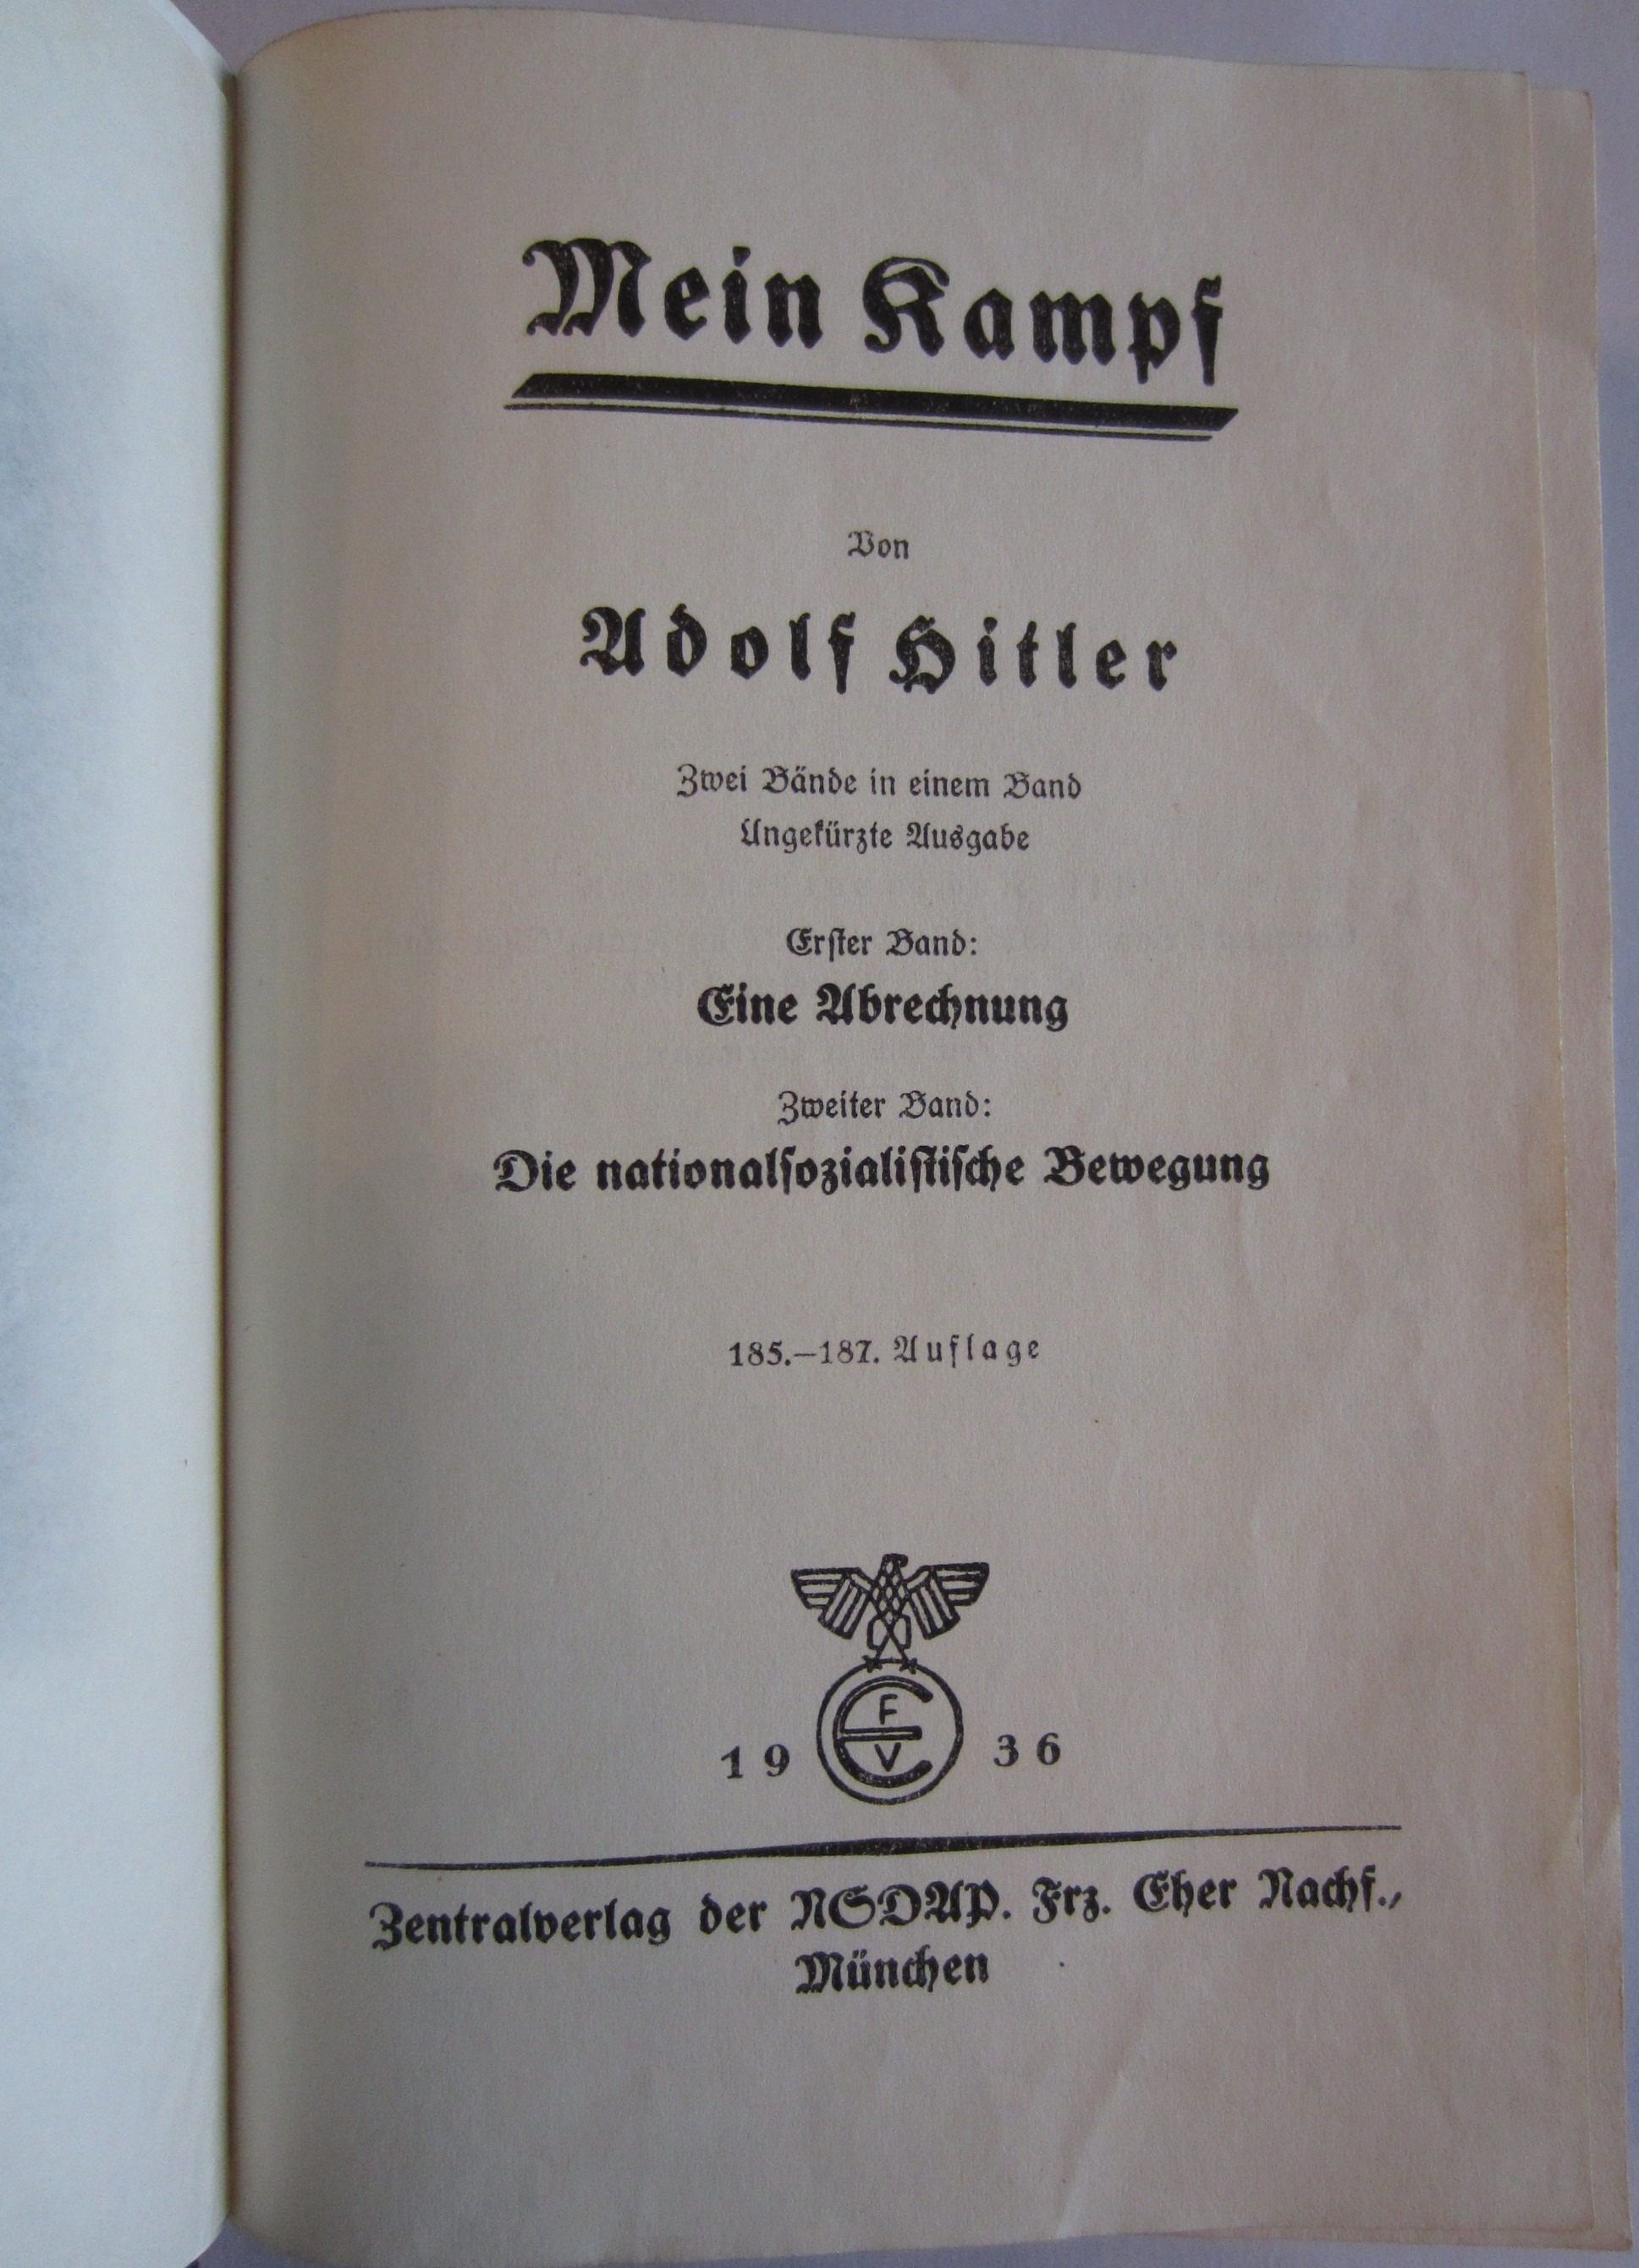 Mein Kampf
Von
Adolf Hitler
Zwei Bände in einem Band
Ungekürzte Ausgabe
Erster Band:
Eine Abrechnung
Zweiter Band:
Die nationalsozialistische Bewegung
185.–187. Auflage
F
E
V
19 36
Zentralverlag der NSDAP. Frz. Eher Nachf.,
München